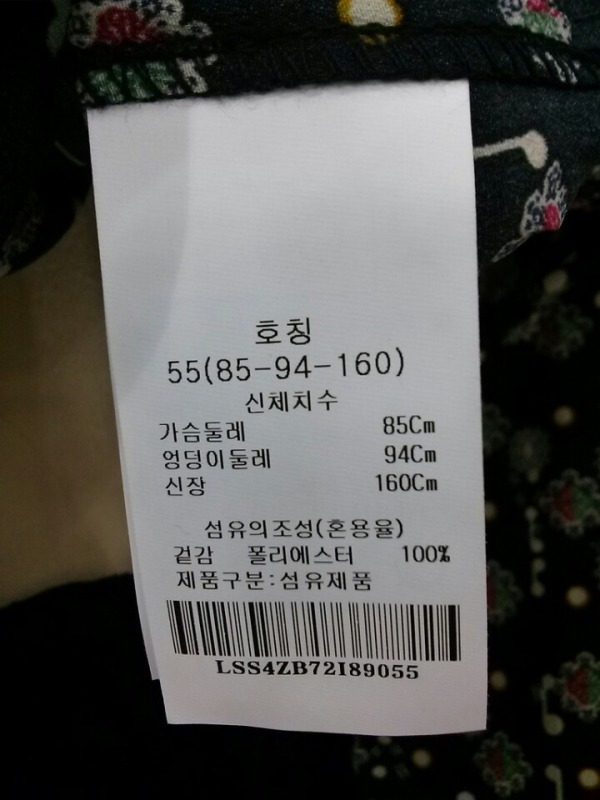 호칭
55(85-94-160)
신체치수
가슴둘레 85Cm
엉덩이둘레 94Cm
신장 160Cm
섬유의조성(혼용율)
겉감 폴리에스터 100%
제품구분:섬유제품
LSS4ZB72I89055